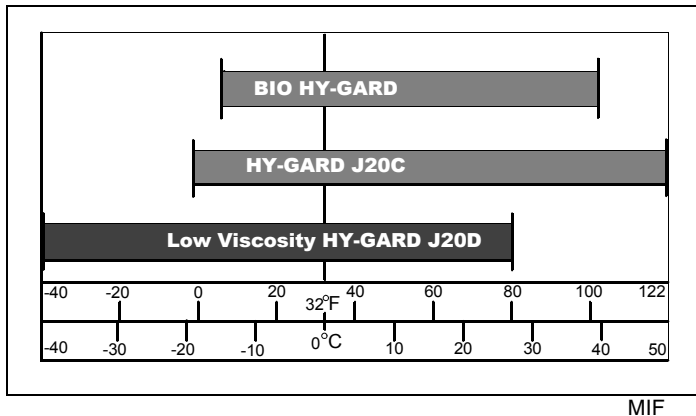 BIO HY-GARD
HY-GARD J20C
Low Viscosity HY-GARD J20D
-40 -20 0 20 40 60 80 100 122
32°F
-40 -30 -20 -10 0°C 10 20 30 40 50
MIF